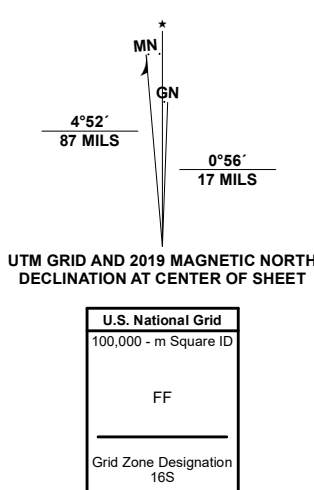 ★
MN
GN
4°52´
87 MILS
0°56´
17 MILS
UTM GRID AND 2019 MAGNETIC NORTH
DECLINATION AT CENTER OF SHEET
U.S. National Grid
100,000 - m Square ID
FF
Grid Zone Designation
16S